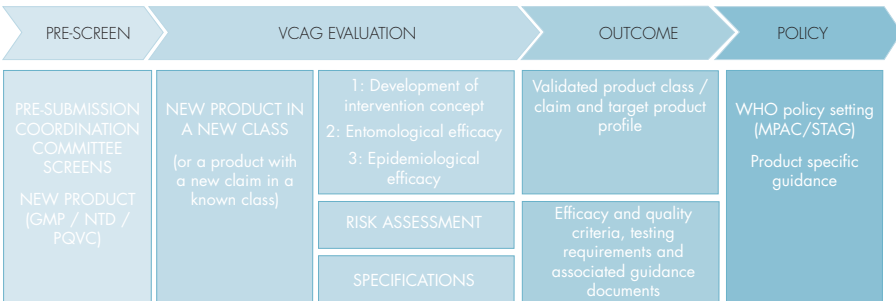 PRE-SCREEN
VCAG EVALUATION
OUTCOME
POLICY
PRE-SUBMISSION
COORDINATION
COMMITTEE
SCREENS
NEW PRODUCT
(GMP / NTD /
PQVC)
NEW PRODUCT IN
A NEW CLASS
(or a product with
a new claim in a
known class)
1: Development of
intervention concept
2: Entomological efficacy
3: Epidemiological
efficacy
RISK ASSESSMENT
SPECIFICATIONS
Validated product class /
claim and target product
profile
Efficacy and quality
criteria, testing
requirements and
associated guidance
documents
WHO policy setting
(MPAC/STAG)
Product specific
guidance